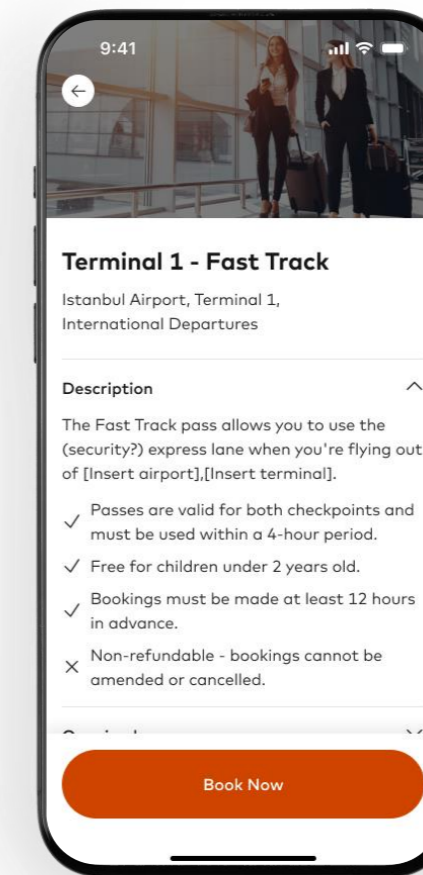 9:41
Terminal 1 - Fast Track
Istanbul Airport, Terminal 1,
International Departures
Description
The Fast Track pass allows you to use the
(security?) express lane when you're flying out
of [Insert airport],[Insert terminal].
Passes are valid for both checkpoints and
must be used within a 4-hour period.
Free for children under 2 years old.
Bookings must be made at least 12 hours
in advance.
Non-refundable - bookings cannot be
amended or cancelled.
Book Now